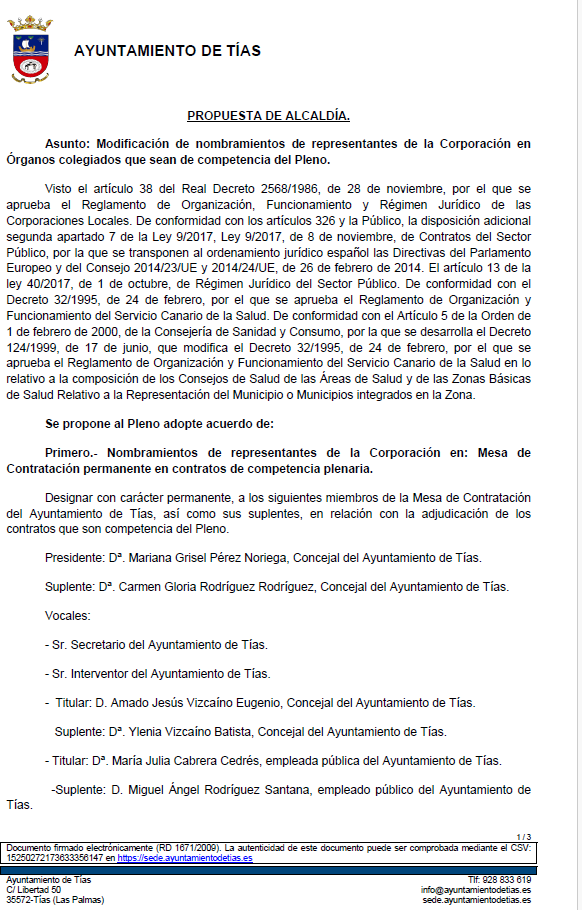 AYUNTAMIENTO DE TÍAS
PROPUESTA DE ALCALDÍA.
Asunto: Modificación de nombramientos de representantes de la Corporación en
Órganos colegiados que sean de competencia del Pleno.
Visto el artículo 38 del Real Decreto 2568/1986, de 28 de noviembre, por el que se
aprueba el Reglamento de Organización, Funcionamiento y Régimen Jurídico de las
Corporaciones Locales. De conformidad con los artículos 326 y la Público, la disposición adicional
segunda apartado 7 de la Ley 9/2017, Ley 9/2017, de 8 de noviembre, de Contratos del Sector
Público, por la que se transponen al ordenamiento jurídico español las Directivas del Parlamento
Europeo y del Consejo 2014/23/UE y 2014/24/UE, de 26 de febrero de 2014. El artículo 13 de la
ley 40/2017, de 1 de octubre, de Régimen Jurídico del Sector Público. De conformidad con el
Decreto 32/1995, de 24 de febrero, por el que se aprueba el Reglamento de Organización y
Funcionamiento del Servicio Canario de la Salud. De conformidad con el Artículo 5 de la Orden de
1 de febrero de 2000, de la Consejería de Sanidad y Consumo, por la que se desarrolla el Decreto
124/1999, de 17 de junio, que modifica el Decreto 32/1995, de 24 de febrero, por el que se
aprueba el Reglamento de Organización y Funcionamiento del Servicio Canario de la Salud en lo
relativo a la composición de los Consejos de Salud de las Áreas de Salud y de las Zonas Básicas
de Salud Relativo a la Representación del Municipio o Municipios integrados en la Zona.
Se propone al Pleno adopte acuerdo de:
Primero.- Nombramientos de representantes de la Corporación en: Mesa de
Contratación permanente en contratos de competencia plenaria.
Designar con carácter permanente, a los siguientes miembros de la Mesa de Contratación
del Ayuntamiento de Tías, así como sus suplentes, en relación con la adjudicación de los
contratos que son competencia del Pleno.
Presidente: Dª. Mariana Grisel Pérez Noriega, Concejal del Ayuntamiento de Tías.
Suplente: Dª. Carmen Gloria Rodríguez Rodríguez, Concejal del Ayuntamiento de Tías.
Vocales:
- Sr. Secretario del Ayuntamiento de Tías.
- Sr. Interventor del Ayuntamiento de Tías.
- Titular: D. Amado Jesús Vizcaíno Eugenio, Concejal del Ayuntamiento de Tías.
Suplente: Dª. Ylenia Vizcaíno Batista, Concejal del Ayuntamiento de Tías.
- Titular: Dª. María Julia Cabrera Cedrés, empleada pública del Ayuntamiento de Tías.
-Suplente: D. Miguel Ángel Rodríguez Santana, empleado público del Ayuntamiento de
Tías.
1 / 3
Documento firmado electrónicamente (RD 1671/2009). La autenticidad de este documento puede ser comprobada mediante el CSV:
15250272173633356147 en https://sede.ayuntamientodetias.es
Ayuntamiento de Tías
C/ Libertad 50
35572-Tías (Las Palmas)
Tlf: 928 833 619
info@ayuntamientodetias.es
sede.ayuntamientodetias.es